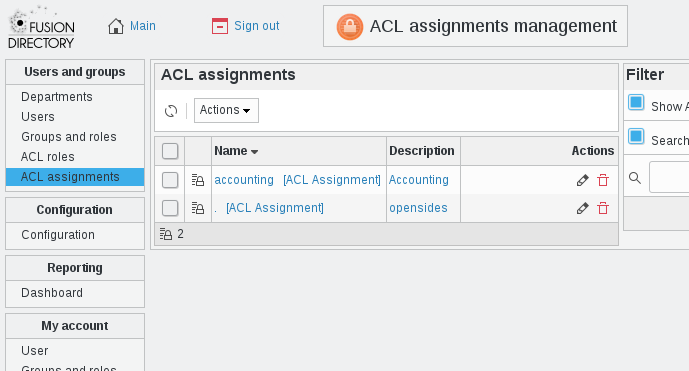 FUSION
DIRECTORY
Main
Sign out
ACL assignments management
Users and groups
Departments
Users
Groups and roles
ACL roles
ACL assignments
Configuration
Configuration
Reporting
Dashboard
My account
User
Groups and roles
ACL assignments
Actions
Name Description Actions
accounting [ACL Assignment] Accounting
. [ACL Assignment] opensides
2
Filter
Show A
Search